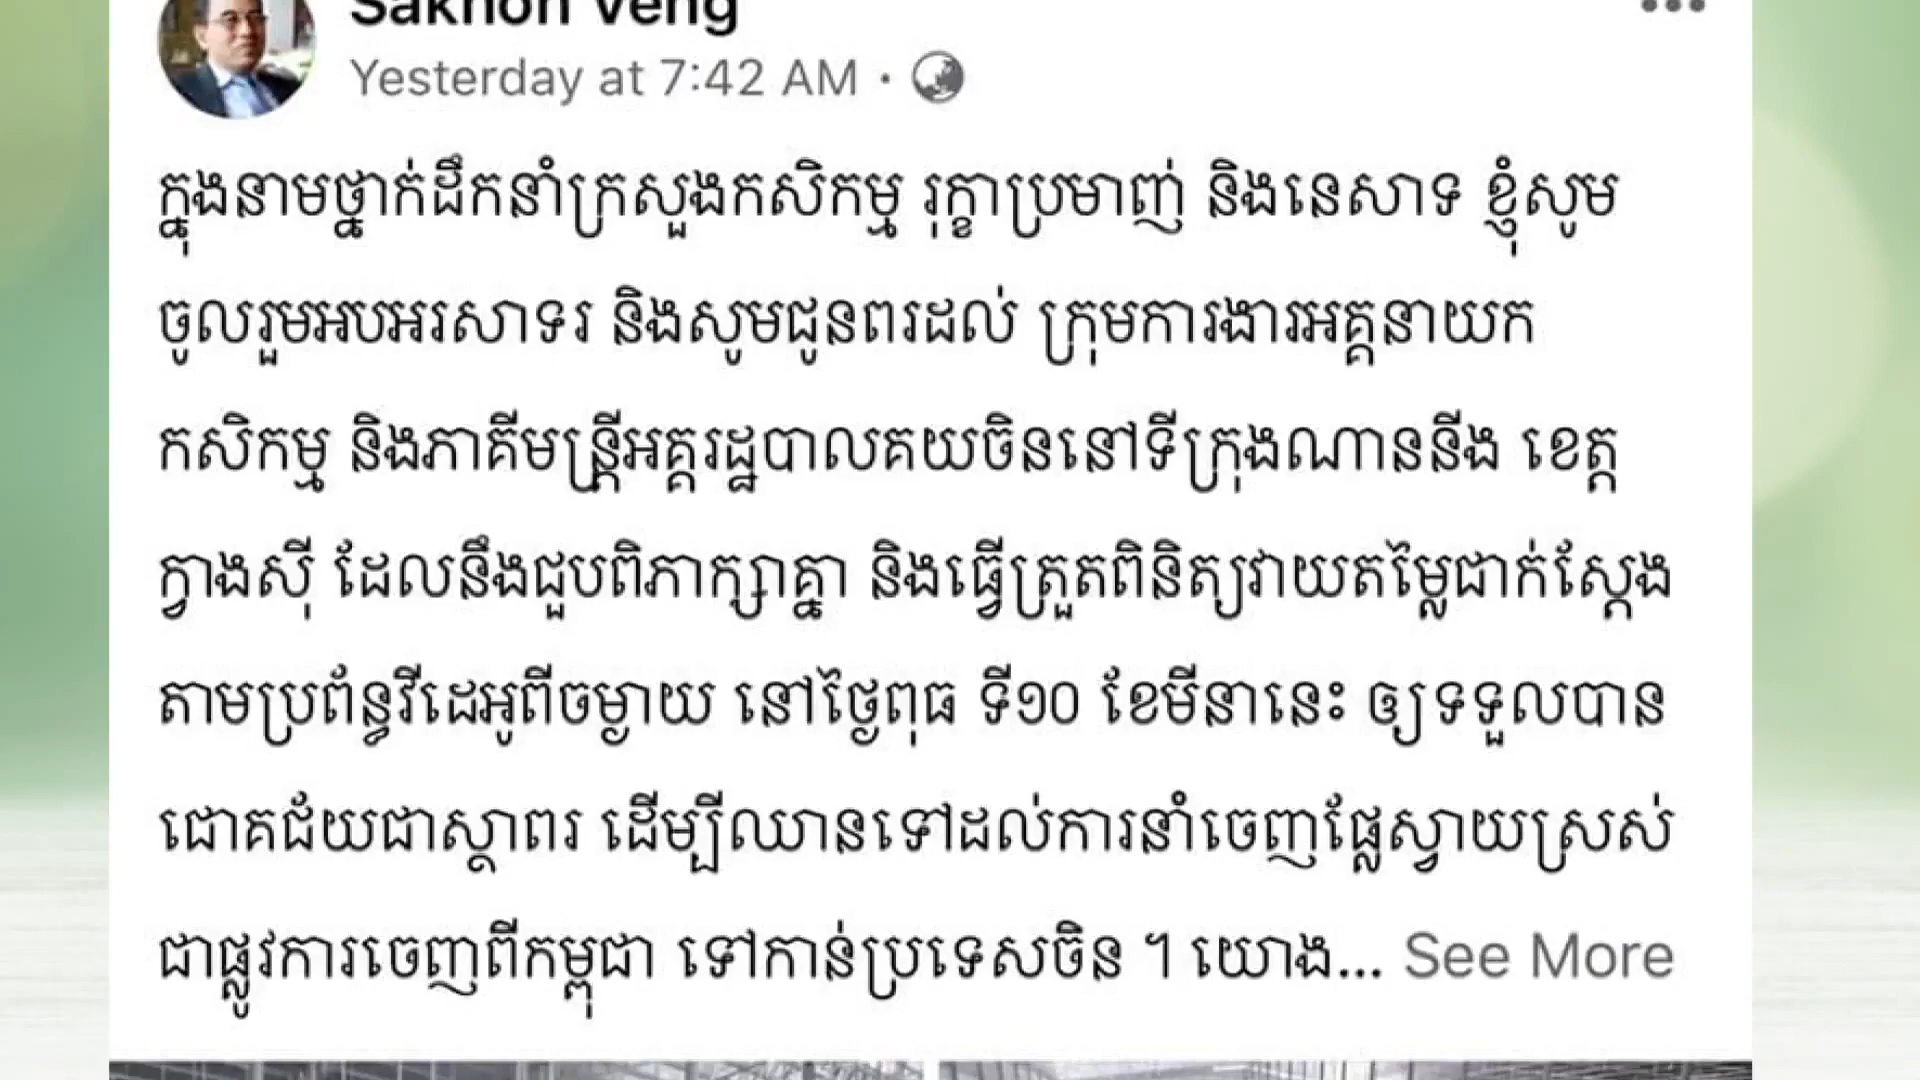 Sakhon Veng
Yesterday at 7:42 AM ·
ក្នុងនាមថ្នាក់ដឹកនាំក្រសួងកសិកម្ម រុក្ខាប្រមាញ់ និងនេសាទ ខ្ញុំសូម
ចូលរួមអបអរសាទរ និងសូមជូនពរដល់ ក្រុមការងារអគ្គនាយក
កសិកម្ម និងភាគីមន្ត្រីអគ្គរដ្ឋបាលគយចិននៅទីក្រុងណាននីង ខេត្ត
ក្វាងស៊ី ដែលនឹងជួបពិភាក្សាគ្នា និងធ្វើត្រួតពិនិត្យវាយតម្លៃជាក់ស្តែង
តាមប្រព័ន្ធវីដេអូពីចម្ងាយ នៅថ្ងៃពុធ ទី១០ ខែមីនានេះ ឲ្យទទួលបាន
ជោគជ័យជាស្ថាពរ ដើម្បីឈានទៅដល់ការនាំចេញផ្លែស្វាយស្រស់
ជាផ្លូវការចេញពីកម្ពុជា ទៅកាន់ប្រទេសចិន ។ យោង... See More